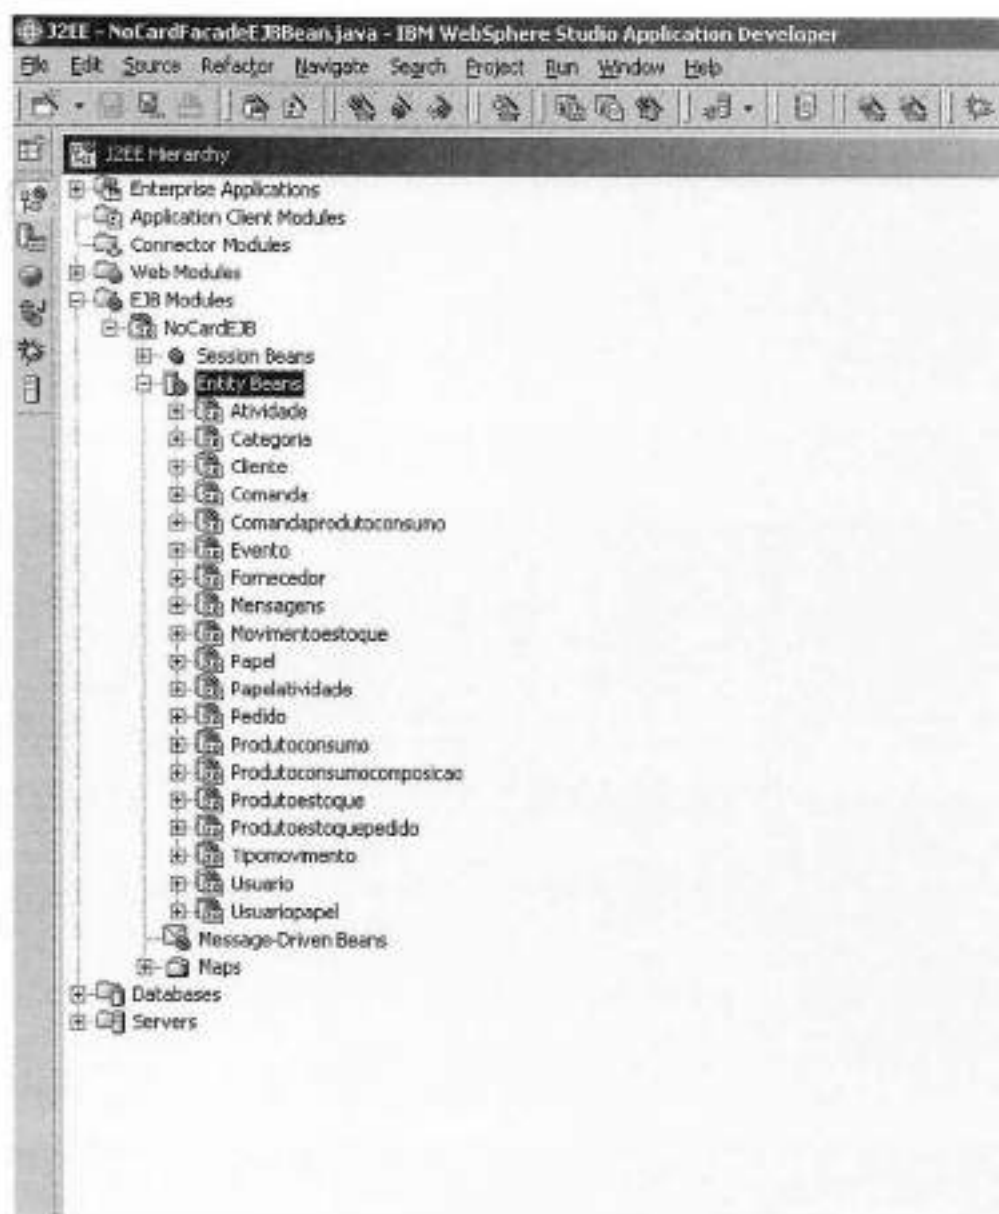 J2EE - NoCardFacadeEJBBean.java - IBM WebSphere Studio Application Developer
File Edit Source Refactor Navigate Search Project Run Window Help
J2EE Hierarchy
Enterprise Applications
Application Client Modules
Connector Modules
Web Modules
EJB Modules
NoCardEJB
Session Beans
Entity Beans
Atividade
Categoria
Cliente
Comanda
Comandaprodutoconsumo
Evento
Fornecedor
Mensagens
Movimentoestoque
Papel
Papelatividade
Pedido
Produtoconsumo
Produtoconsumocomposicao
Produtoestoque
Produtoestoquepedido
Tipomovimento
Usuario
Usuariopapel
Message-Driven Beans
Maps
Databases
Servers